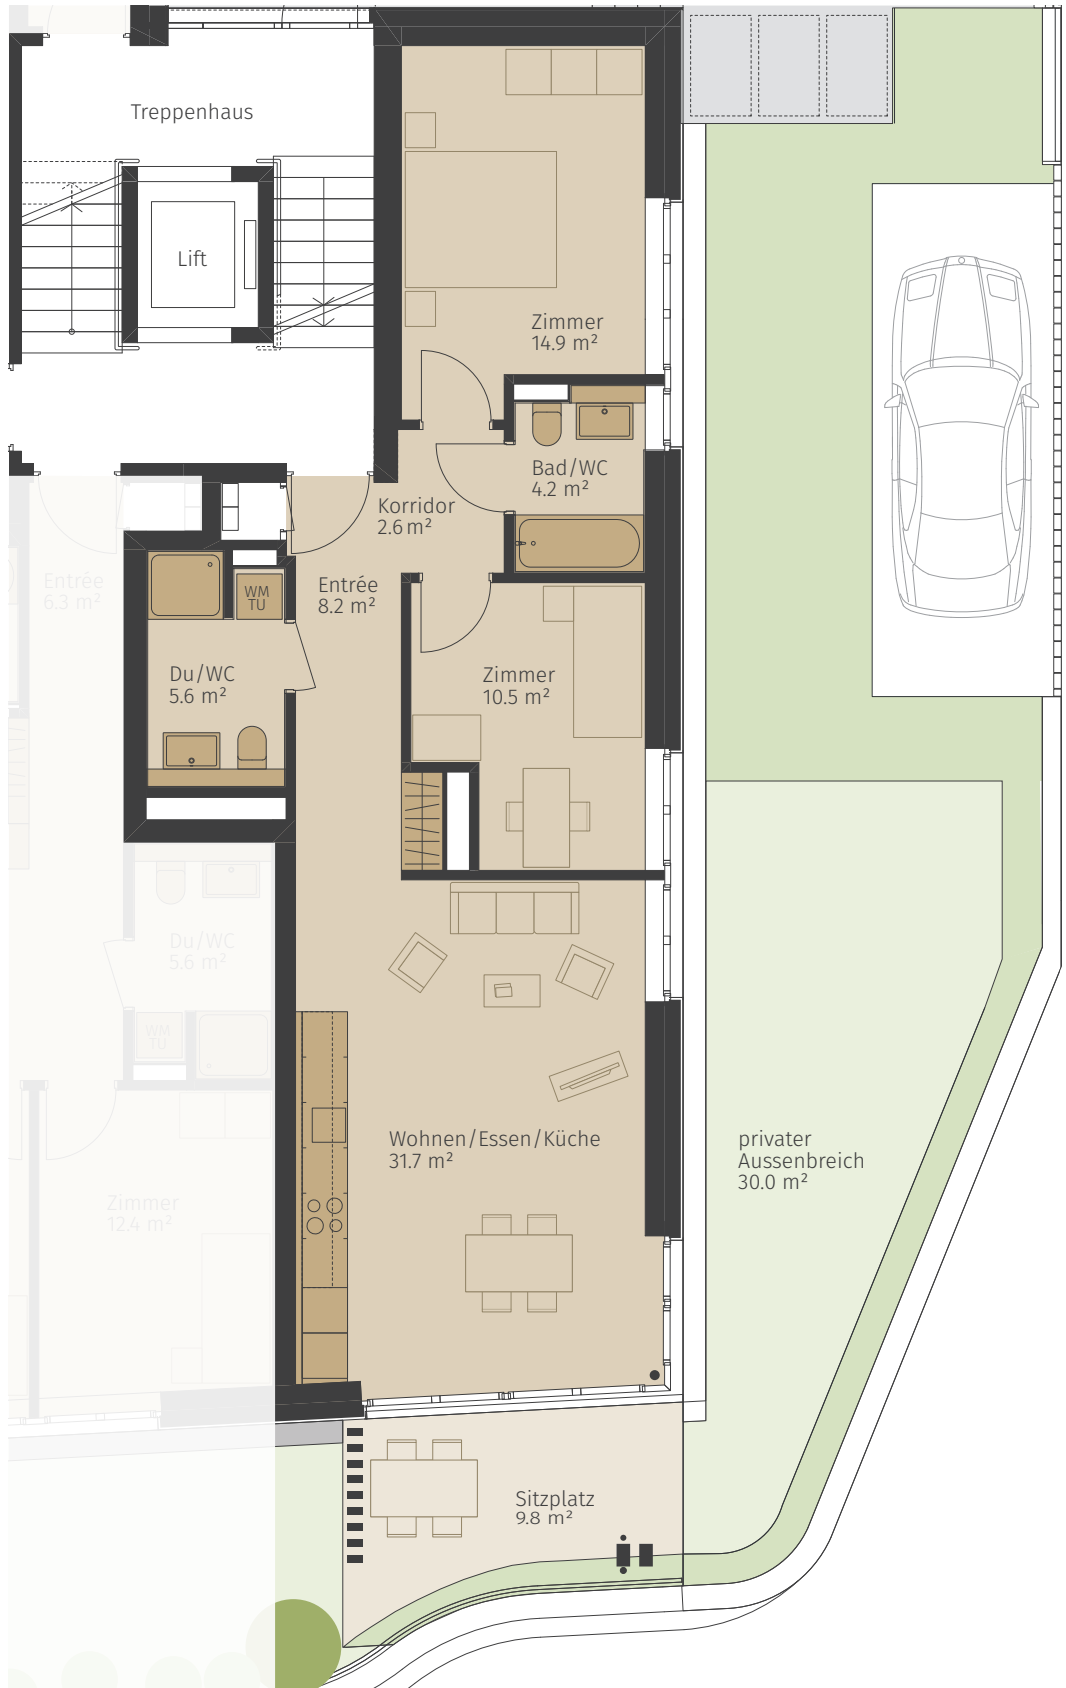 Treppenhaus
Lift
Zimmer
14.9 m²
Bad/WC
4.2 m²
Korridor
2.6 m²
Entrée
6.3 m²
WM
TU
Entrée
8.2 m²
Du/WC
5.6 m²
Zimmer
10.5 m²
Du/WC
5.6 m²
WM
TU
Wohnen/Essen/Küche
31.7 m²
privater
Aussenbreich
30.0 m²
Zimmer
12.4 m²
Sitzplatz
9.8 m²